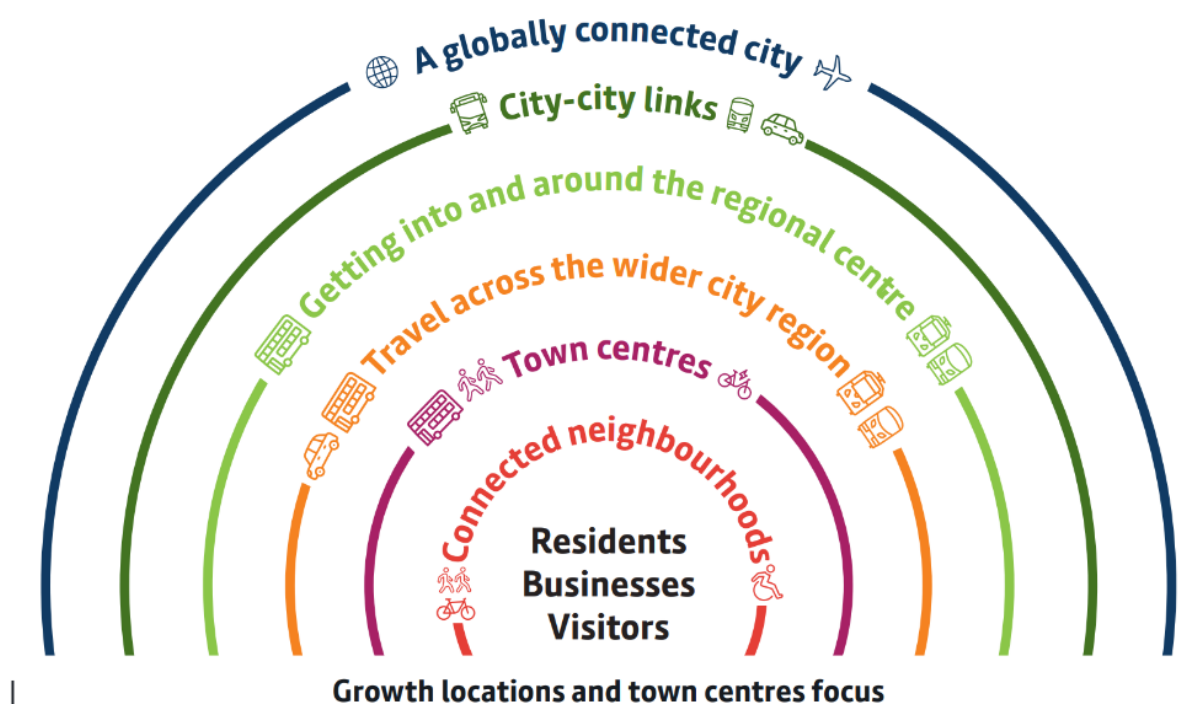 A globally connected city
City-city links
Getting into and around the regional centre
Travel across the wider city region
Town centres
Connected neighbourhoods
Residents
Businesses
Visitors
Growth locations and town centres focus